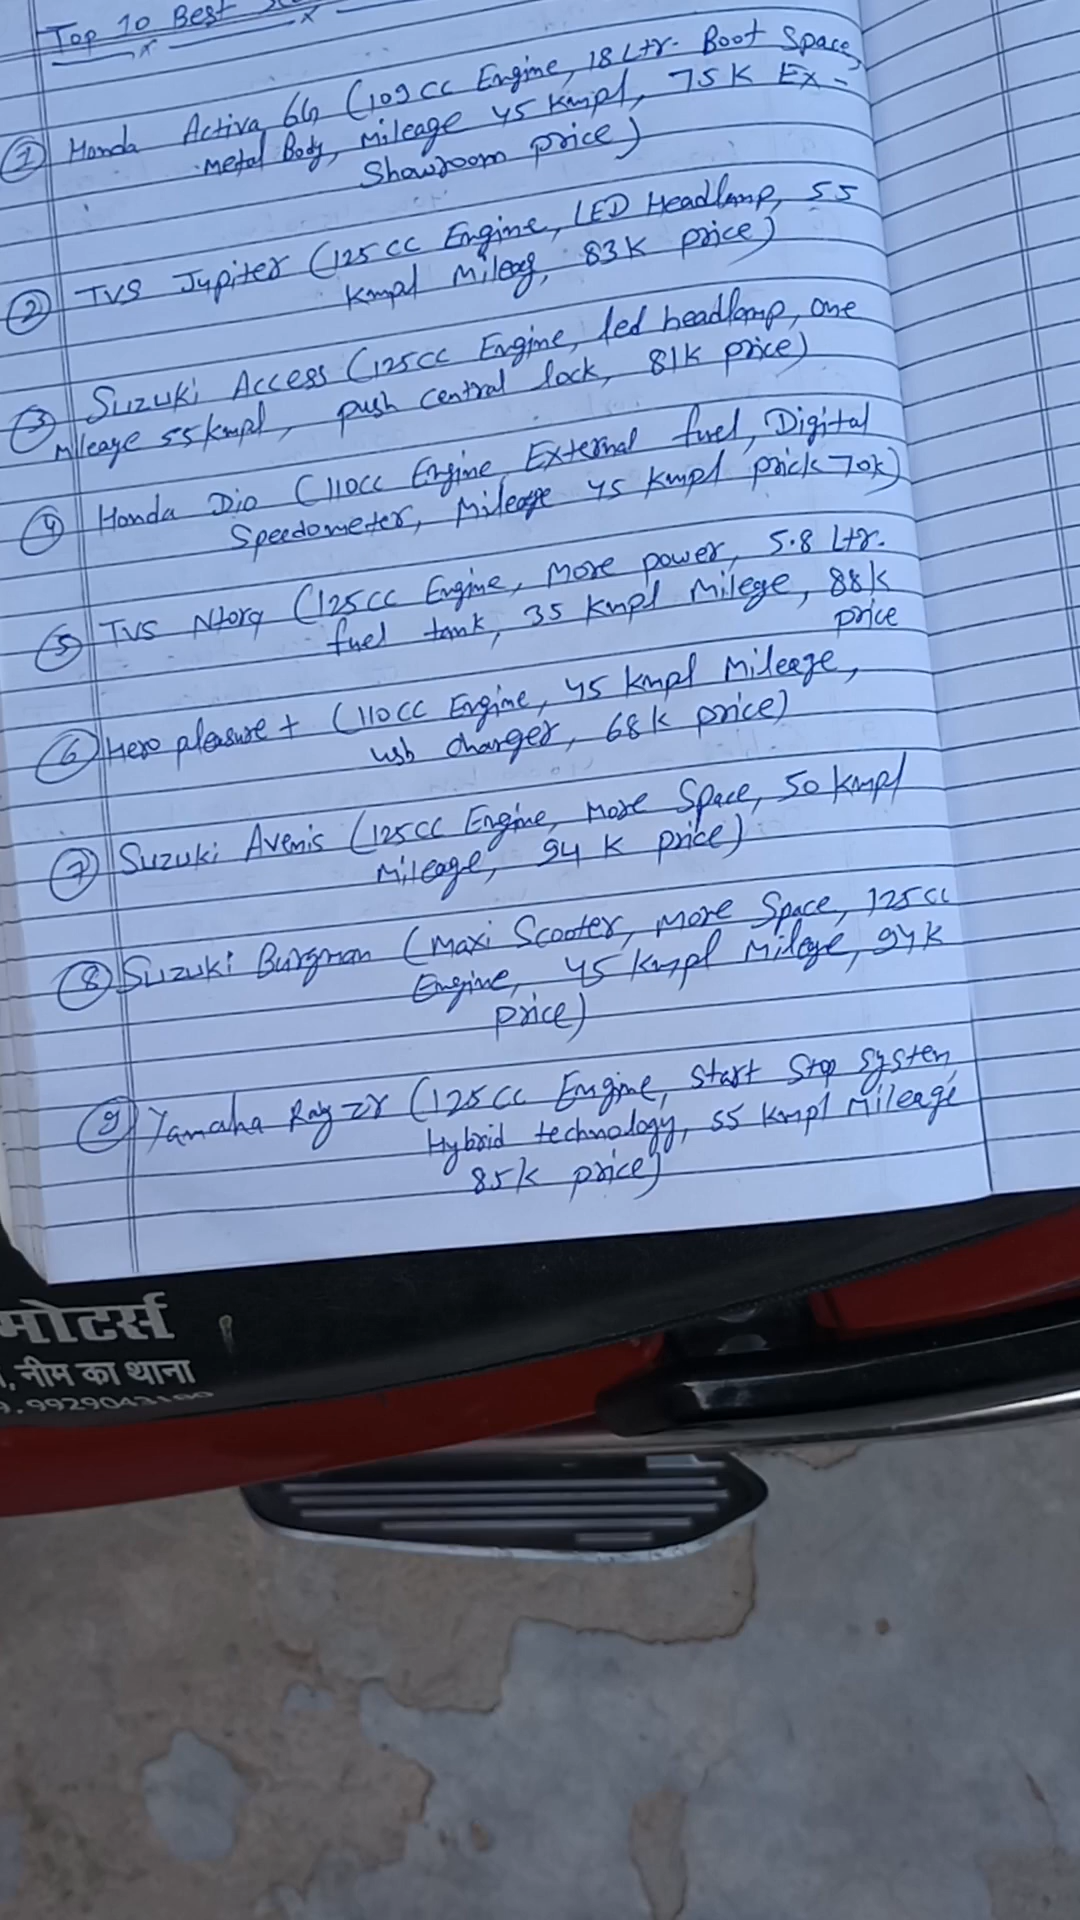 Top 10 Best
① Honda Activa 6G (109 CC Engine, 18 Ltr. Boot Space,
Metal Body, Mileage 45 Kmpl, 75K Ex-
Showroom price)
② TVS Jupiter (125 CC Engine, LED Headlamp, 55
Kmpl Mileag, 83K price)
③ Suzuki Access (125CC Engine, led headlamp, one
Mileage 55 kmpl, push central lock, 81K price)
④ Honda Dio (110CC Engine, External fuel, Digital
Speedometer, Mileage 45 Kmpl prick 70k)
⑤ TVS Ntorq (125CC Engine, More power, 5.8 Ltr.
fuel tank, 35 Kmpl Milege, 88k
price
⑥ Hero pleasure + (110CC Engine, 45 Kmpl Mileage,
usb charger, 68K price)
⑦ Suzuki Avenis (125CC Engine, More Space, 50 Kmpl
Mileage, 94 K price)
⑧ Suzuki Burgman (Maxi Scooter, More Space, 125 CC
Engine, 45 Kmpl Milage, 94K
price)
⑨ Yamaha Ray ZR (125 CC Engine, Start Stop System,
Hybrid technology, 55 Kmpl Mileage
85K price)
मोटर्स
, नीम का थाना